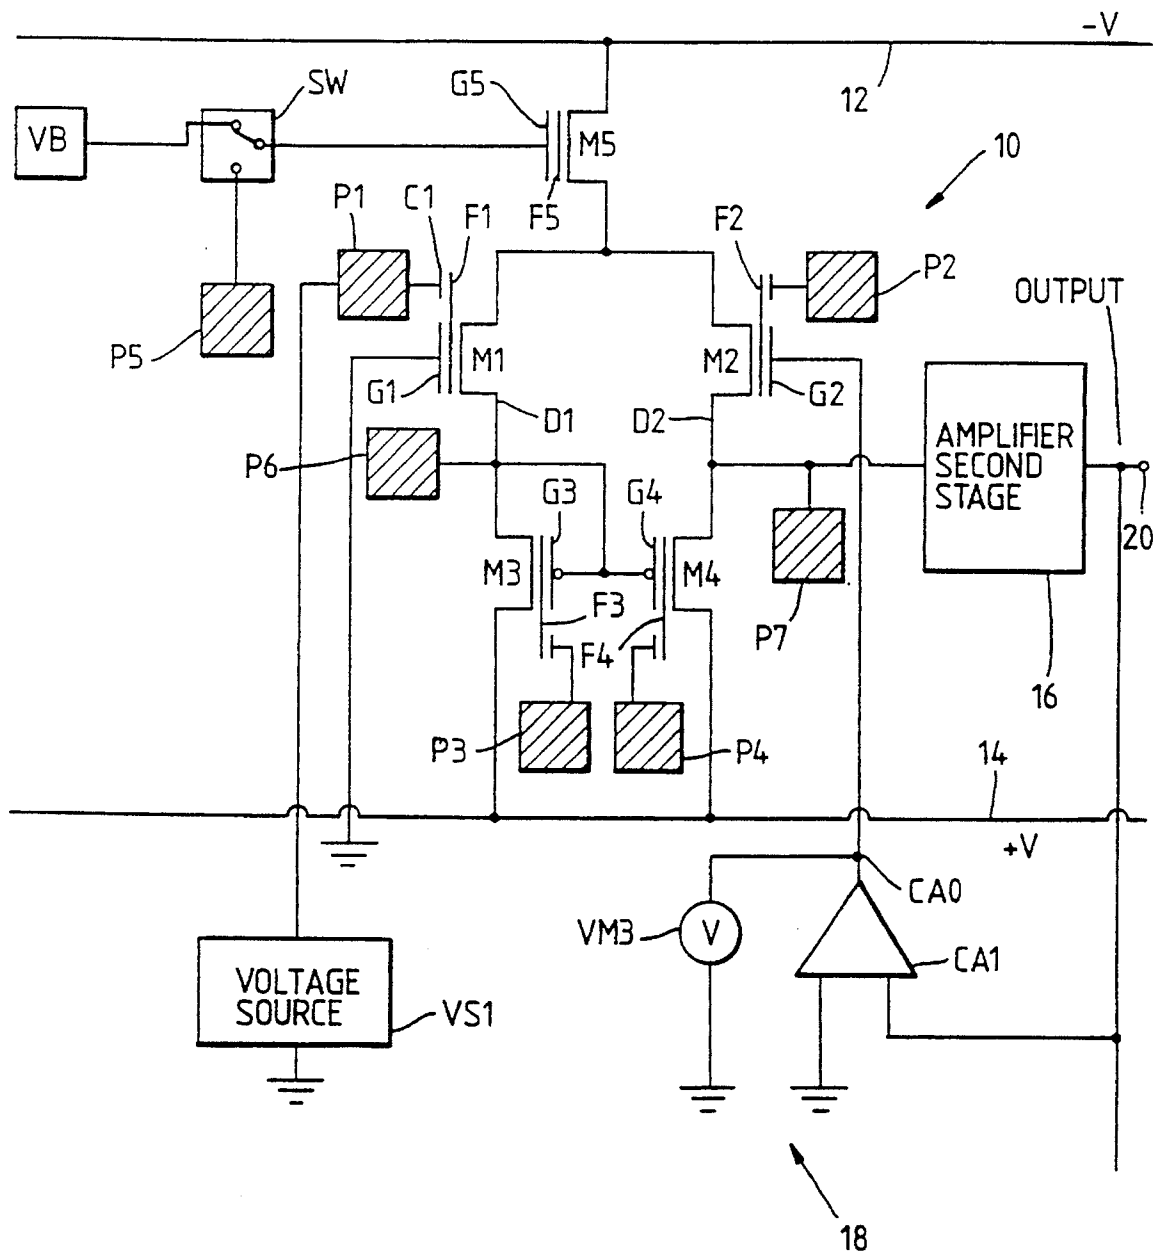 -V
SW
G5
12
VB
M5
10
P1
C1
F1
F5
F2
P2
OUTPUT
P5
M1
M2
G1
G2
D1
D2
P6
AMPLIFIER
SECOND
STAGE
G3
G4
20
M3
M4
F3
P7
F4
16
P3
P4
14
+V
CA0
VM3
V
CA1
VOLTAGE
SOURCE
VS1
18